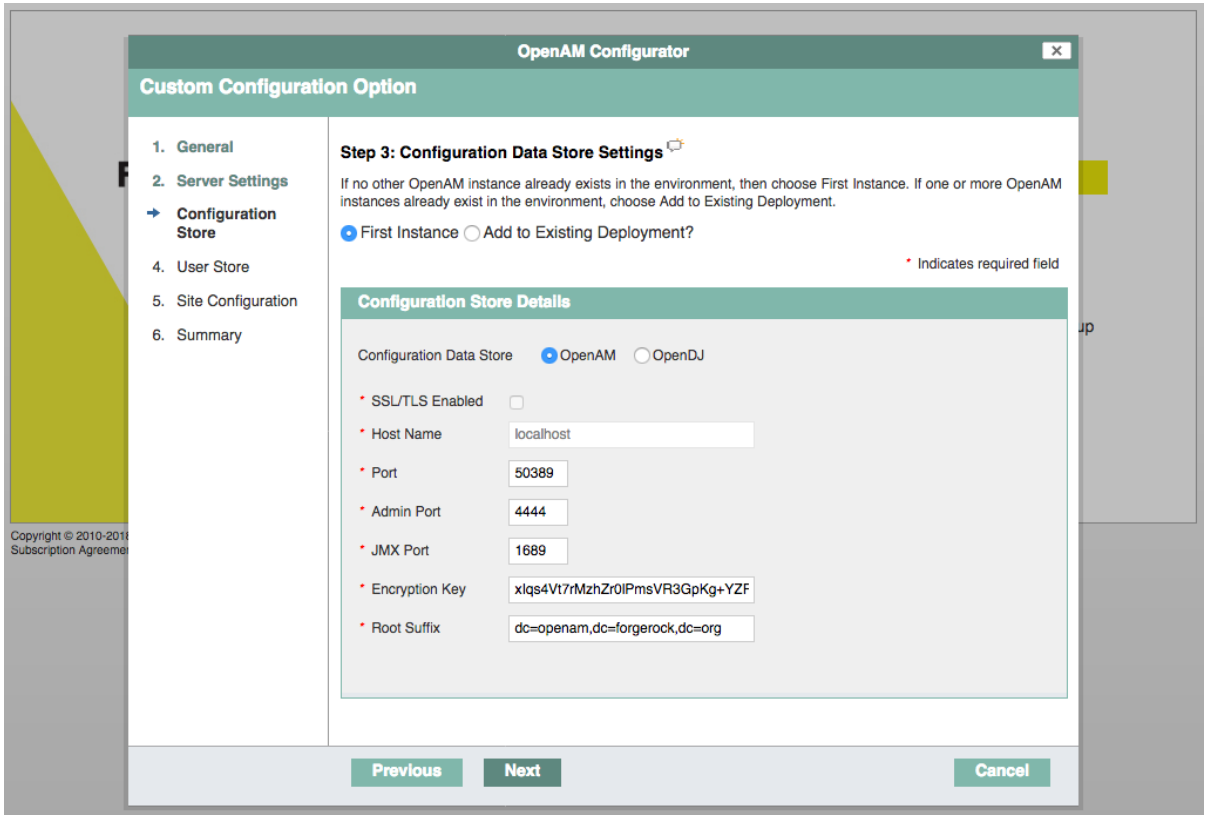 OpenAM Configurator
Custom Configuration Option
1. General
2. Server Settings
Configuration
Store
4. User Store
5. Site Configuration
6. Summary
Step 3: Configuration Data Store Settings
If no other OpenAM instance already exists in the environment, then choose First Instance. If one or more OpenAM
instances already exist in the environment, choose Add to Existing Deployment.
First Instance Add to Existing Deployment?
* Indicates required field
Configuration Store Details
Configuration Data Store OpenAM OpenDJ
* SSL/TLS Enabled
* Host Name localhost
* Port 50389
* Admin Port 4444
* JMX Port 1689
* Encryption Key
* Root Suffix dc=openam,dc=forgerock,dc=org
Previous Next Cancel
Copyright © 2010-2018
Subscription
up